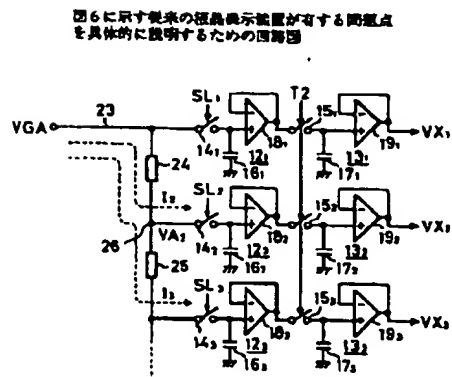 図6に示す従来の液晶表示装置が有する問題点
を具体的に説明するための回路図
SL₁ T2
VGA 23 14₁ 12₁ 16₁ 18₁ 15₁ 13₁ 17₁ 19₁ VX₁
24
I₂ SL₂
26 VA₂ 14₂ 12₂ 16₂ 18₂ 15₂ 13₂ 17₂ 19₂ VX₂
25
I₃ SL₃
14₃ 12₃ 16₃ 18₃ 15₃ 13₃ 17₃ 19₃ VX₃